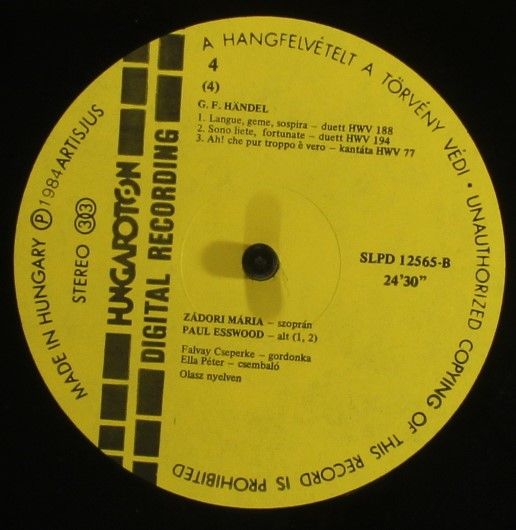 A HANGFELVÉTELT A TÖRVÉNY VÉDI • UNAUTHORIZED COPYING OF THIS RECORD IS PROHIBITED
MADE IN HUNGARY Ⓟ 1984 ARTISJUS
STEREO 303
HUNGAROTON
DIGITAL RECORDING
4
(4)
G. F. HÄNDEL
1. Langue, geme, sospira – duett HWV 188
2. Sono liete, fortunate – duett HWV 194
3. Ah! che pur troppo è vero – kantáta HWV 77
SLPD 12565-B
24'30"
ZÁDORI MÁRIA – szoprán
PAUL ESSWOOD – alt (1, 2)
Falvay Cseperke – gordonka
Ella Péter – csembaló
Olasz nyelven